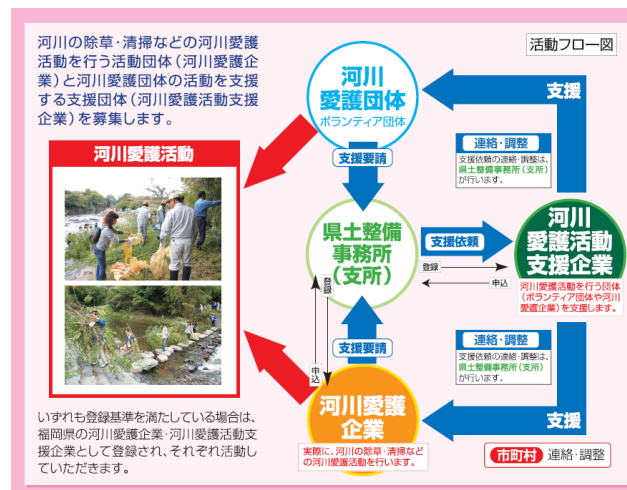 河川の除草・清掃などの河川愛護
活動を行う活動団体（河川愛護企
業）と河川愛護団体の活動を支援
する支援団体（河川愛護活動支援
企業）を募集します。
活動フロー図
河川愛護活動
いずれも登録基準を満たしている場合は、
福岡県の河川愛護企業・河川愛護活動支
援企業として登録され、それぞれ活動し
ていただきます。
河川
愛護団体
ボランティア団体
支援要請
県土整備
事務所
（支所）
登録
申込
支援要請
河川愛護
企業
実際に、河川の除草・清掃など
の河川愛護活動を行います。
支援
連絡・調整
支援依頼の連絡・調整は、
県土整備事務所（支所）
が行います。
支援依頼
登録
申込
河川
愛護活動
支援企業
河川愛護活動を行う団体
（ボランティア団体や河川
愛護企業）を支援します。
連絡・調整
支援依頼の連絡・調整は、
県土整備事務所（支所）
が行います。
支援
市町村 連絡・調整